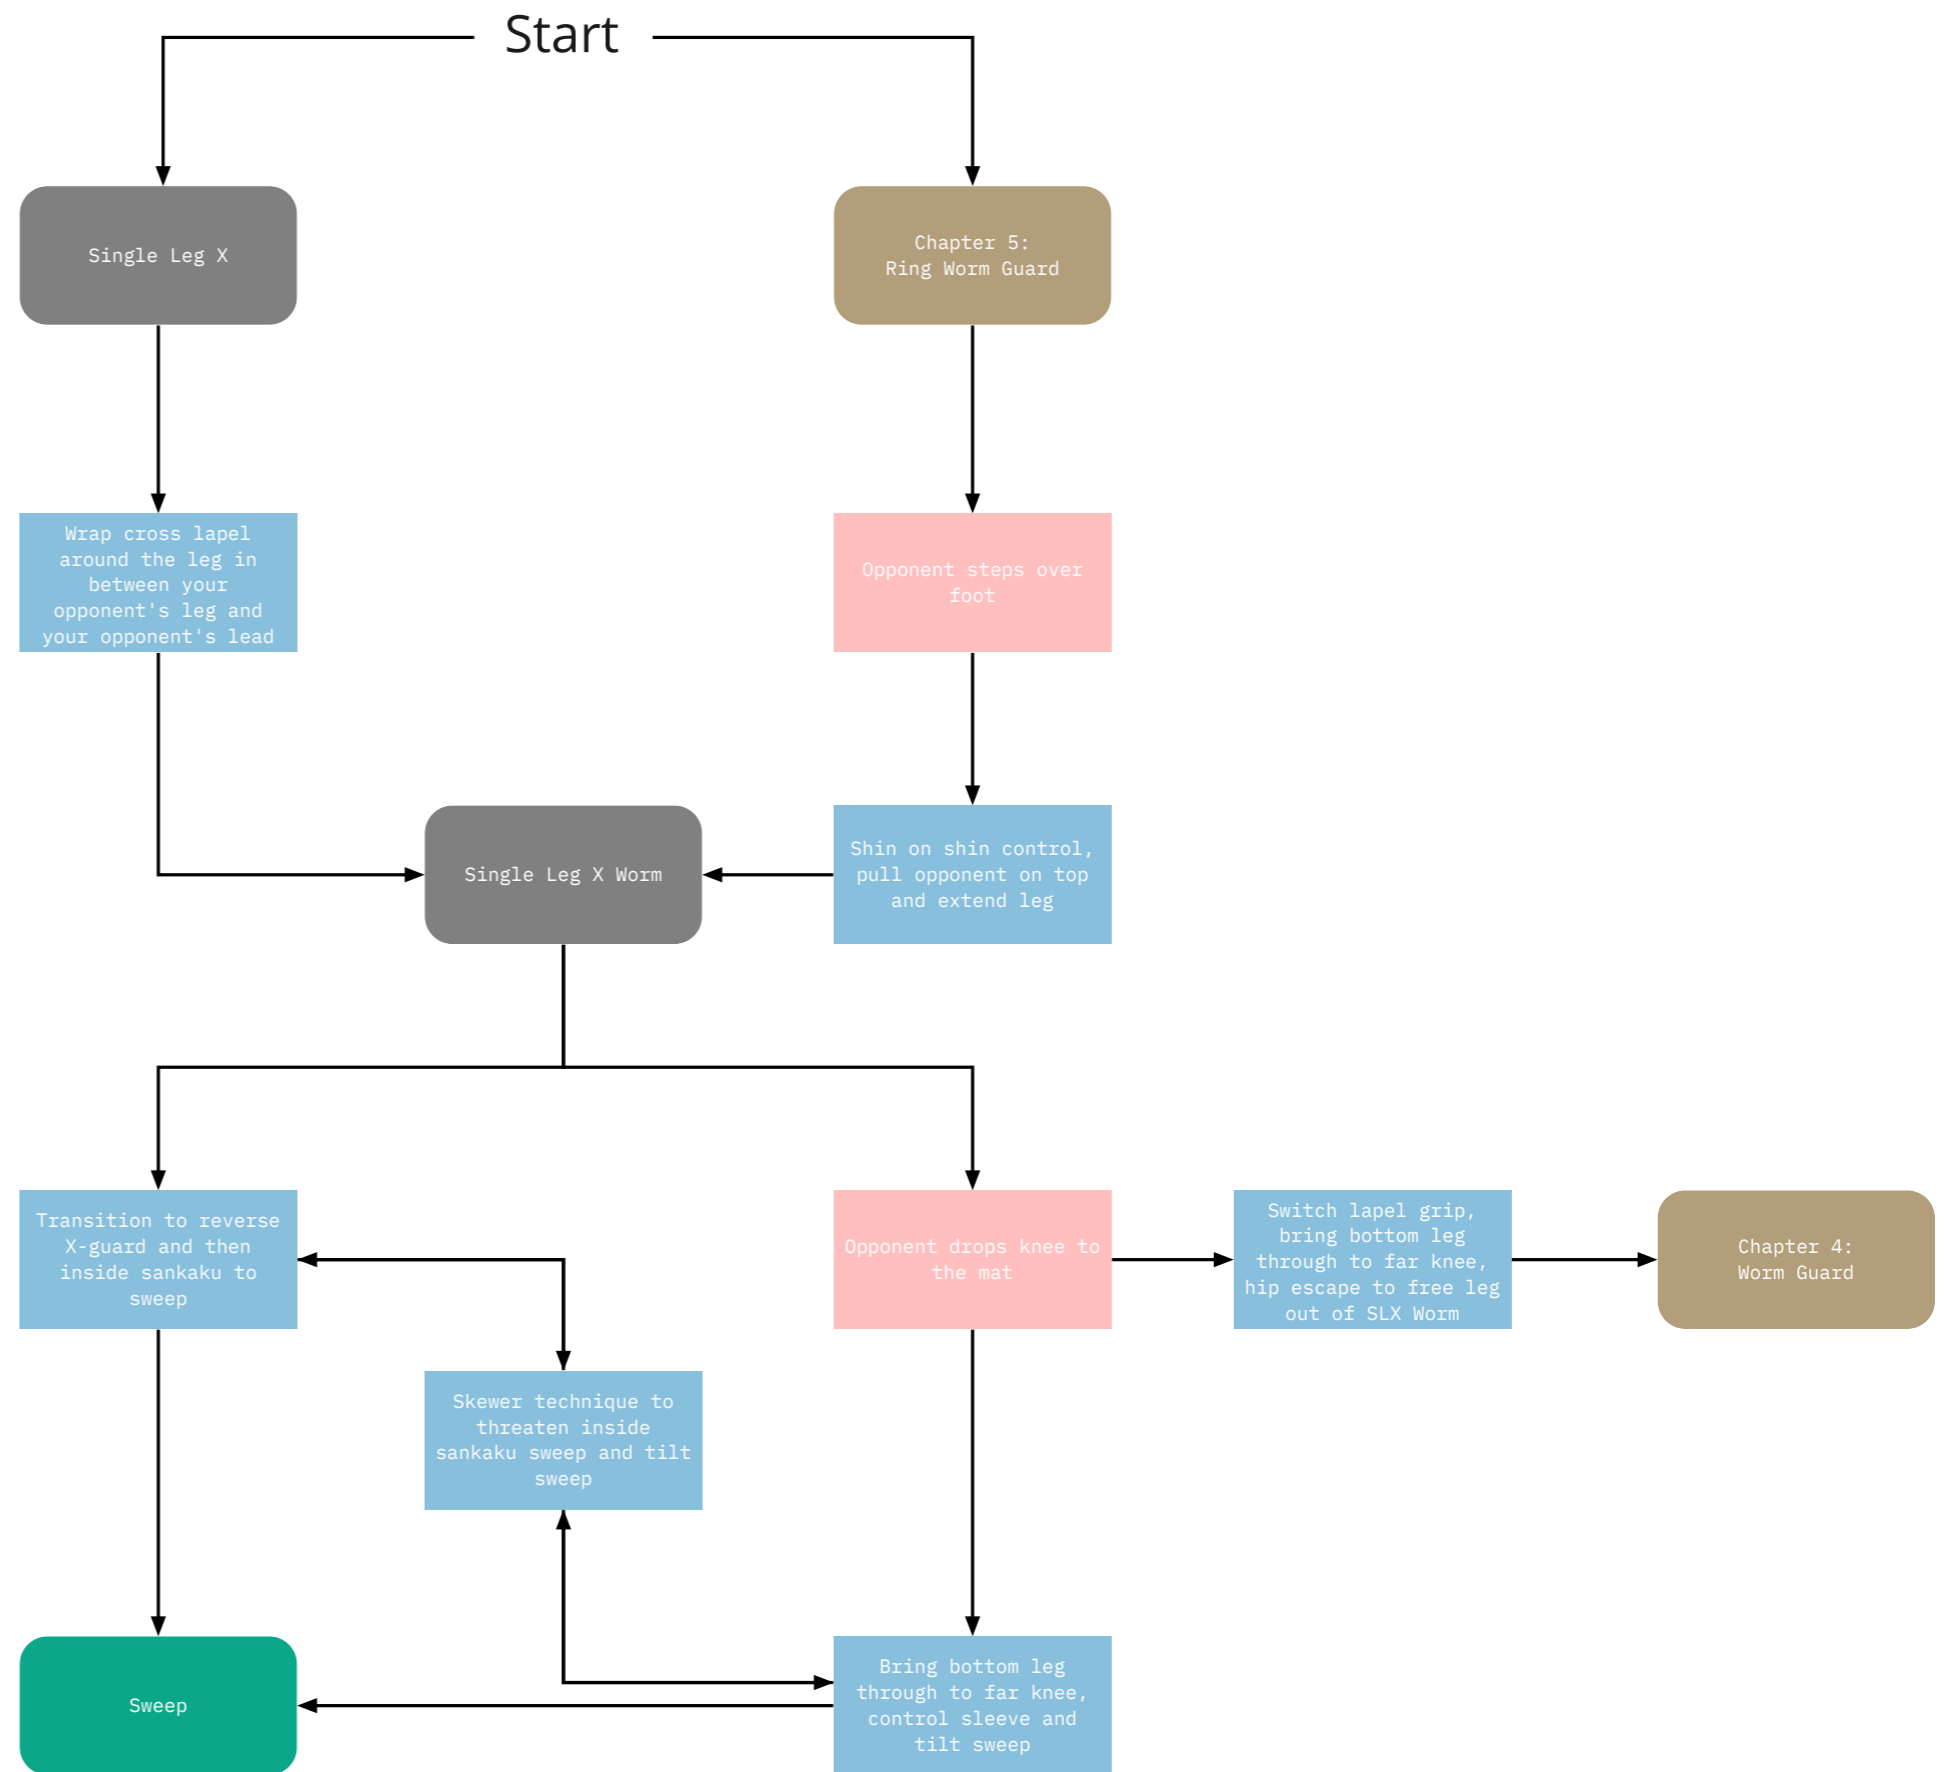 Start
Single Leg X
Chapter 5:
Ring Worm Guard
Wrap cross lapel
around the leg in
between your
opponent's leg and
your opponent's lead
Opponent steps over
foot
Single Leg X Worm
Shin on shin control,
pull opponent on top
and extend leg
Transition to reverse
X-guard and then
inside sankaku to
sweep
Opponent drops knee to
the mat
Switch lapel grip,
bring bottom leg
through to far knee,
hip escape to free leg
out of SLX Worm
Chapter 4:
Worm Guard
Skewer technique to
threaten inside
sankaku sweep and tilt
sweep
Sweep
Bring bottom leg
through to far knee,
control sleeve and
tilt sweep